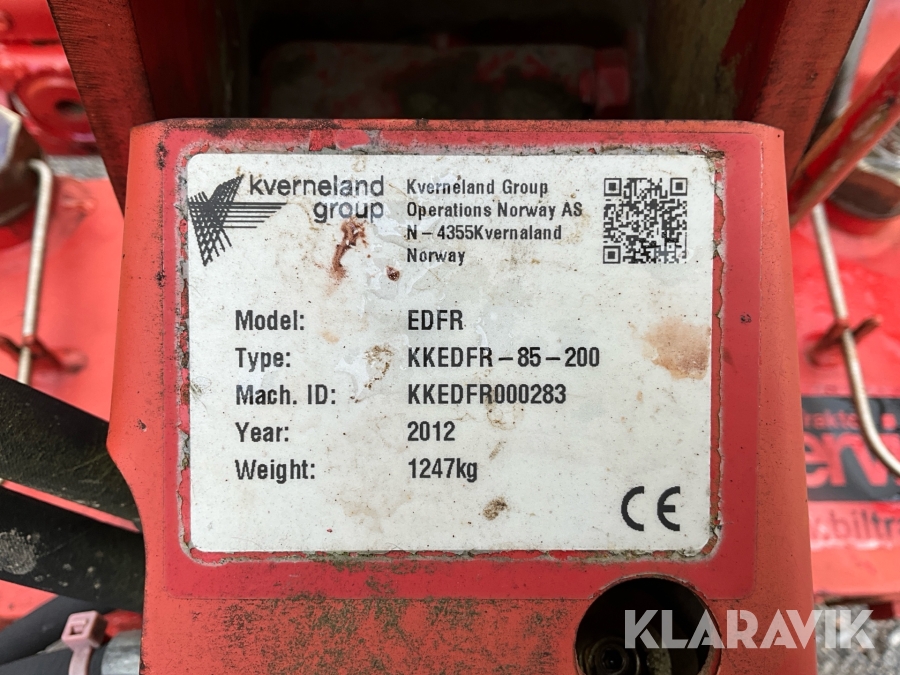 kverneland
group
Kverneland Group
Operations Norway AS
N-4355Kvernaland
Norway
Model: EDFR
Type: KKEDFR-85-200
Mach. ID: KKEDFR000283
Year: 2012
Weight: 1247kg
CE
KLARAVIK